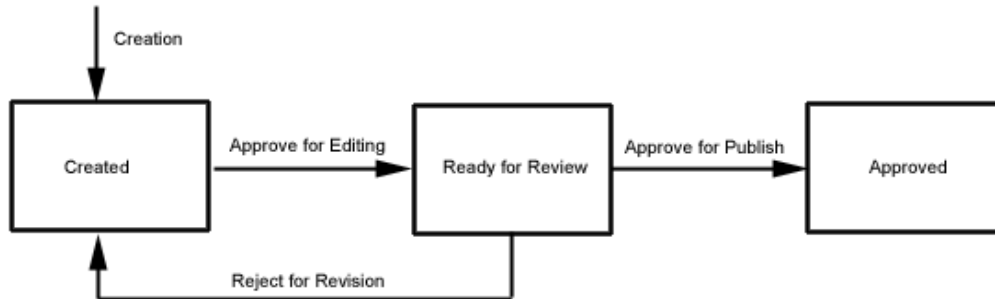 Creation
Created
Approve for Editing
Ready for Review
Approve for Publish
Approved
Reject for Revision